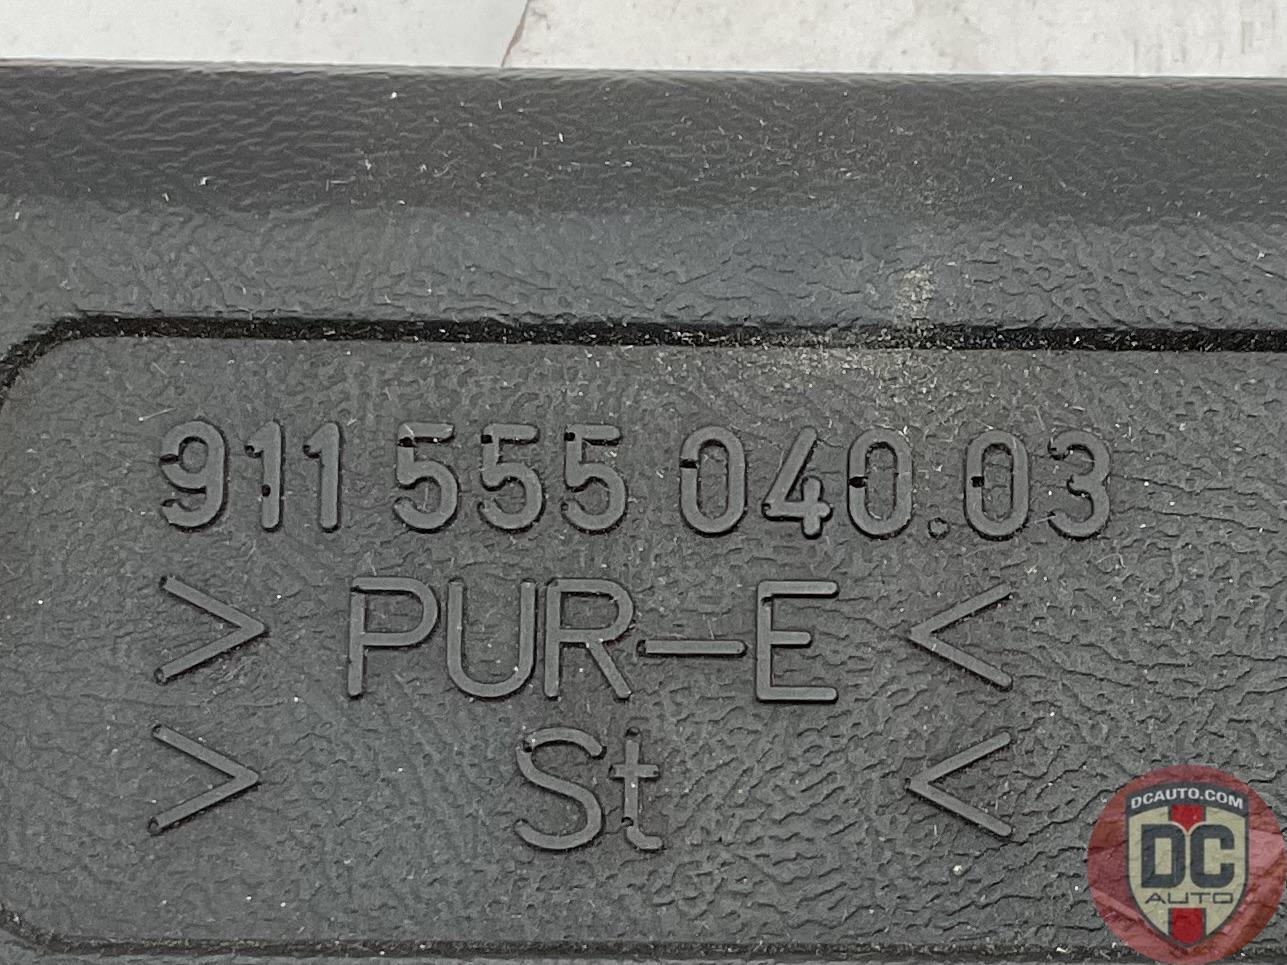 911 555 040.03
> PUR-E <
> St <
DCAUTO.COM
DC
AUTO